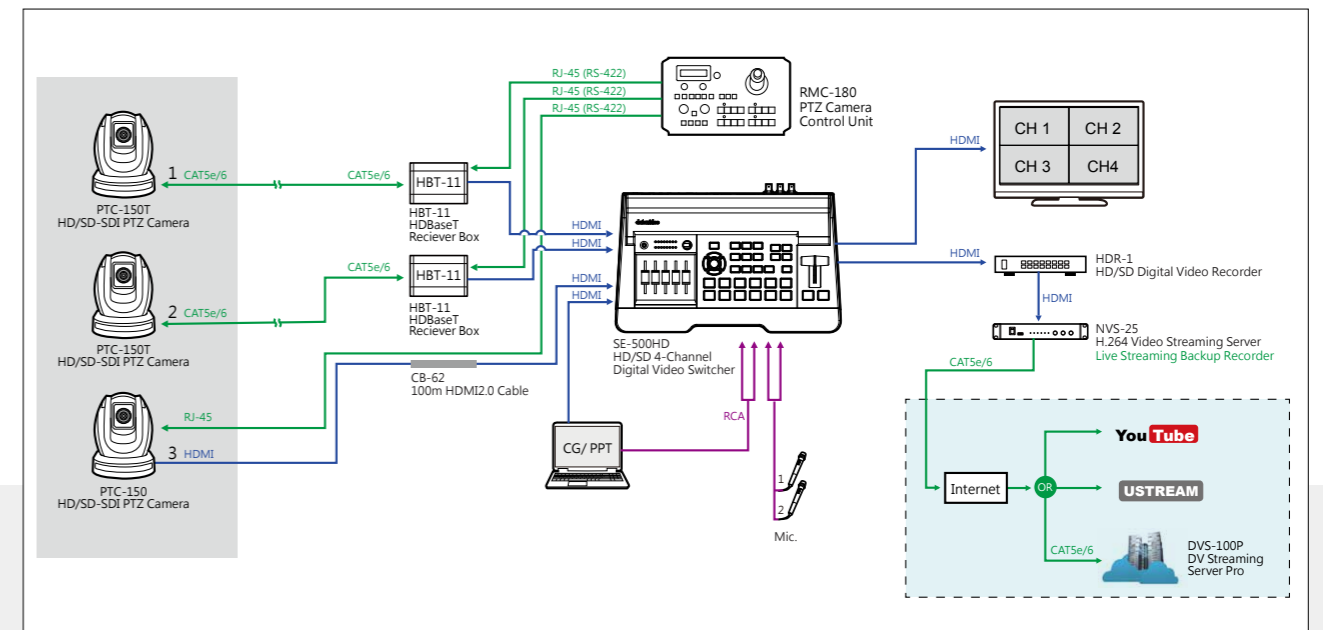 RJ-45 (RS-422)
RJ-45 (RS-422)
RJ-45 (RS-422)
RMC-180
PTZ Camera
Control Unit
1 CAT5e/6
CAT5e/6
HBT-11
HBT-11
HDBaseT
Reciever Box
PTC-150T
HD/SD-SDI PTZ Camera
2 CAT5e/6
CAT5e/6
HBT-11
HBT-11
HDBaseT
Reciever Box
PTC-150T
HD/SD-SDI PTZ Camera
RJ-45
3 HDMI
PTC-150
HD/SD-SDI PTZ Camera
CB-62
100m HDMI2.0 Cable
HDMI
HDMI
HDMI
HDMI
SE-500HD
HD/SD 4-Channel
Digital Video Switcher
CG/ PPT
RCA
1
2
Mic.
HDMI
CH 1
CH 2
CH 3
CH4
HDMI
HDR-1
HD/SD Digital Video Recorder
HDMI
NVS-25
H.264 Video Streaming Server
Live Streaming Backup Recorder
CAT5e/6
Internet
OR
You Tube
USTREAM
CAT5e/6
DVS-100P
DV Streaming
Server Pro